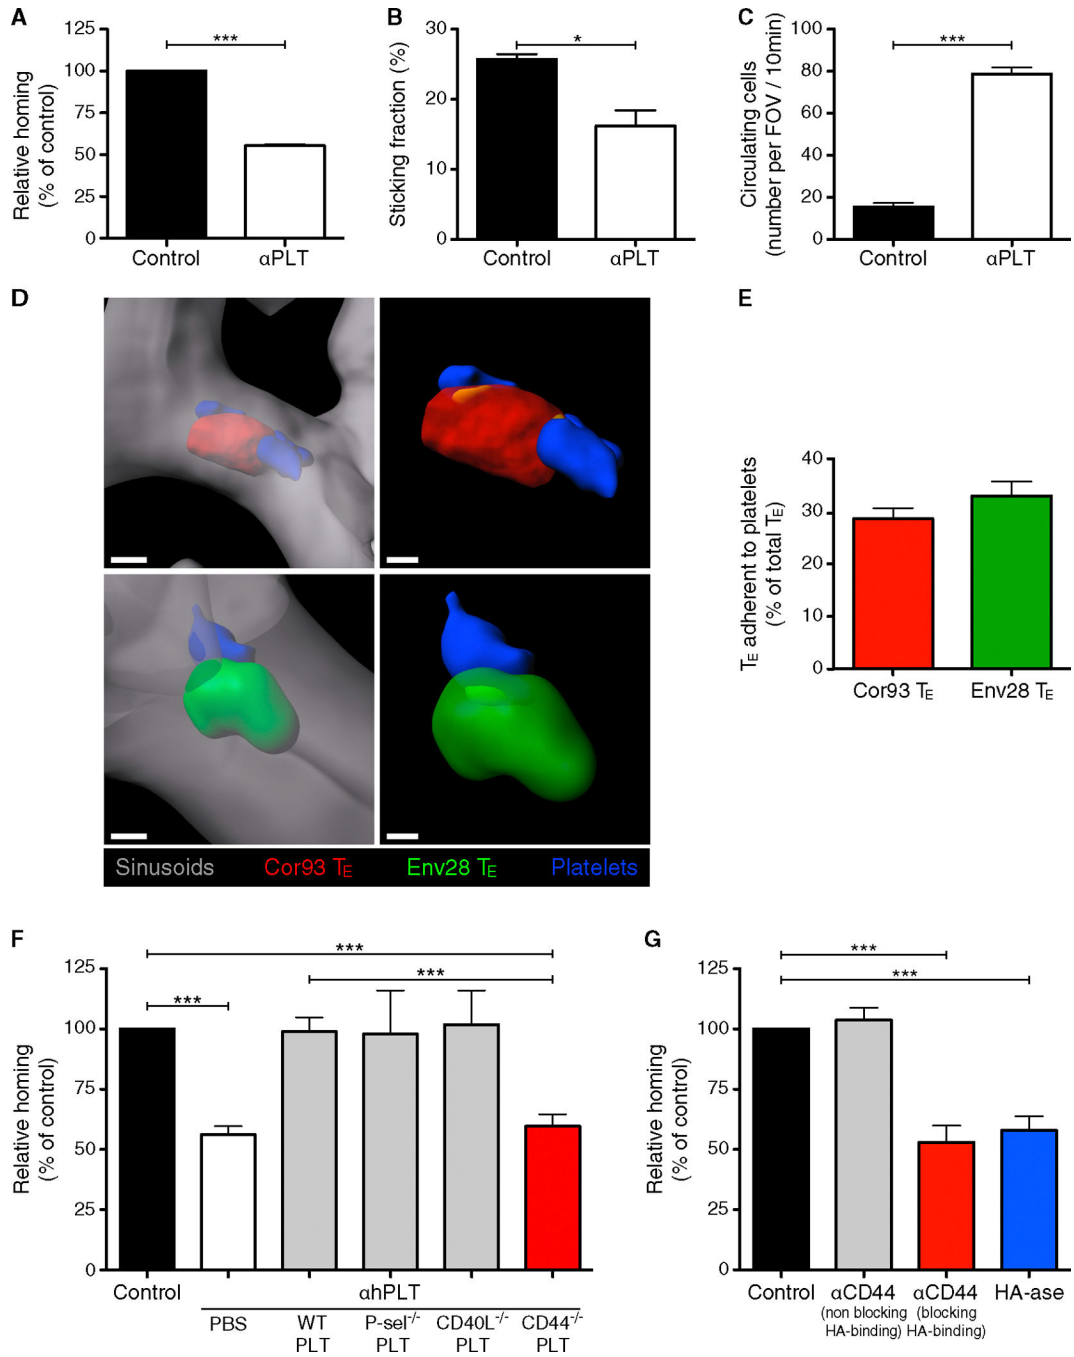 A
Relative homing
(% of control)
125
100
75
50
25
0
***
Control
αPLT
B
Sticking fraction (%)
30
20
10
0
*
Control
αPLT
C
Circulating cells
(number per FOV / 10min)
100
80
60
40
20
0
***
Control
αPLT
D
Sinusoids Cor93 TE Env28 TE Platelets
E
TE adherent to platelets
(% of total TE)
40
30
20
10
0
Cor93 TE
Env28 TE
F
Relative homing
(% of control)
125
100
75
50
25
0
***
***
***
Control
αhPLT
PBS
WT
PLT
P-sel-/-
PLT
CD40L-/-
PLT
CD44-/-
PLT
G
Relative homing
(% of control)
125
100
75
50
25
0
***
***
Control
αCD44
(non blocking
HA-binding)
αCD44
(blocking
HA-binding)
HA-ase